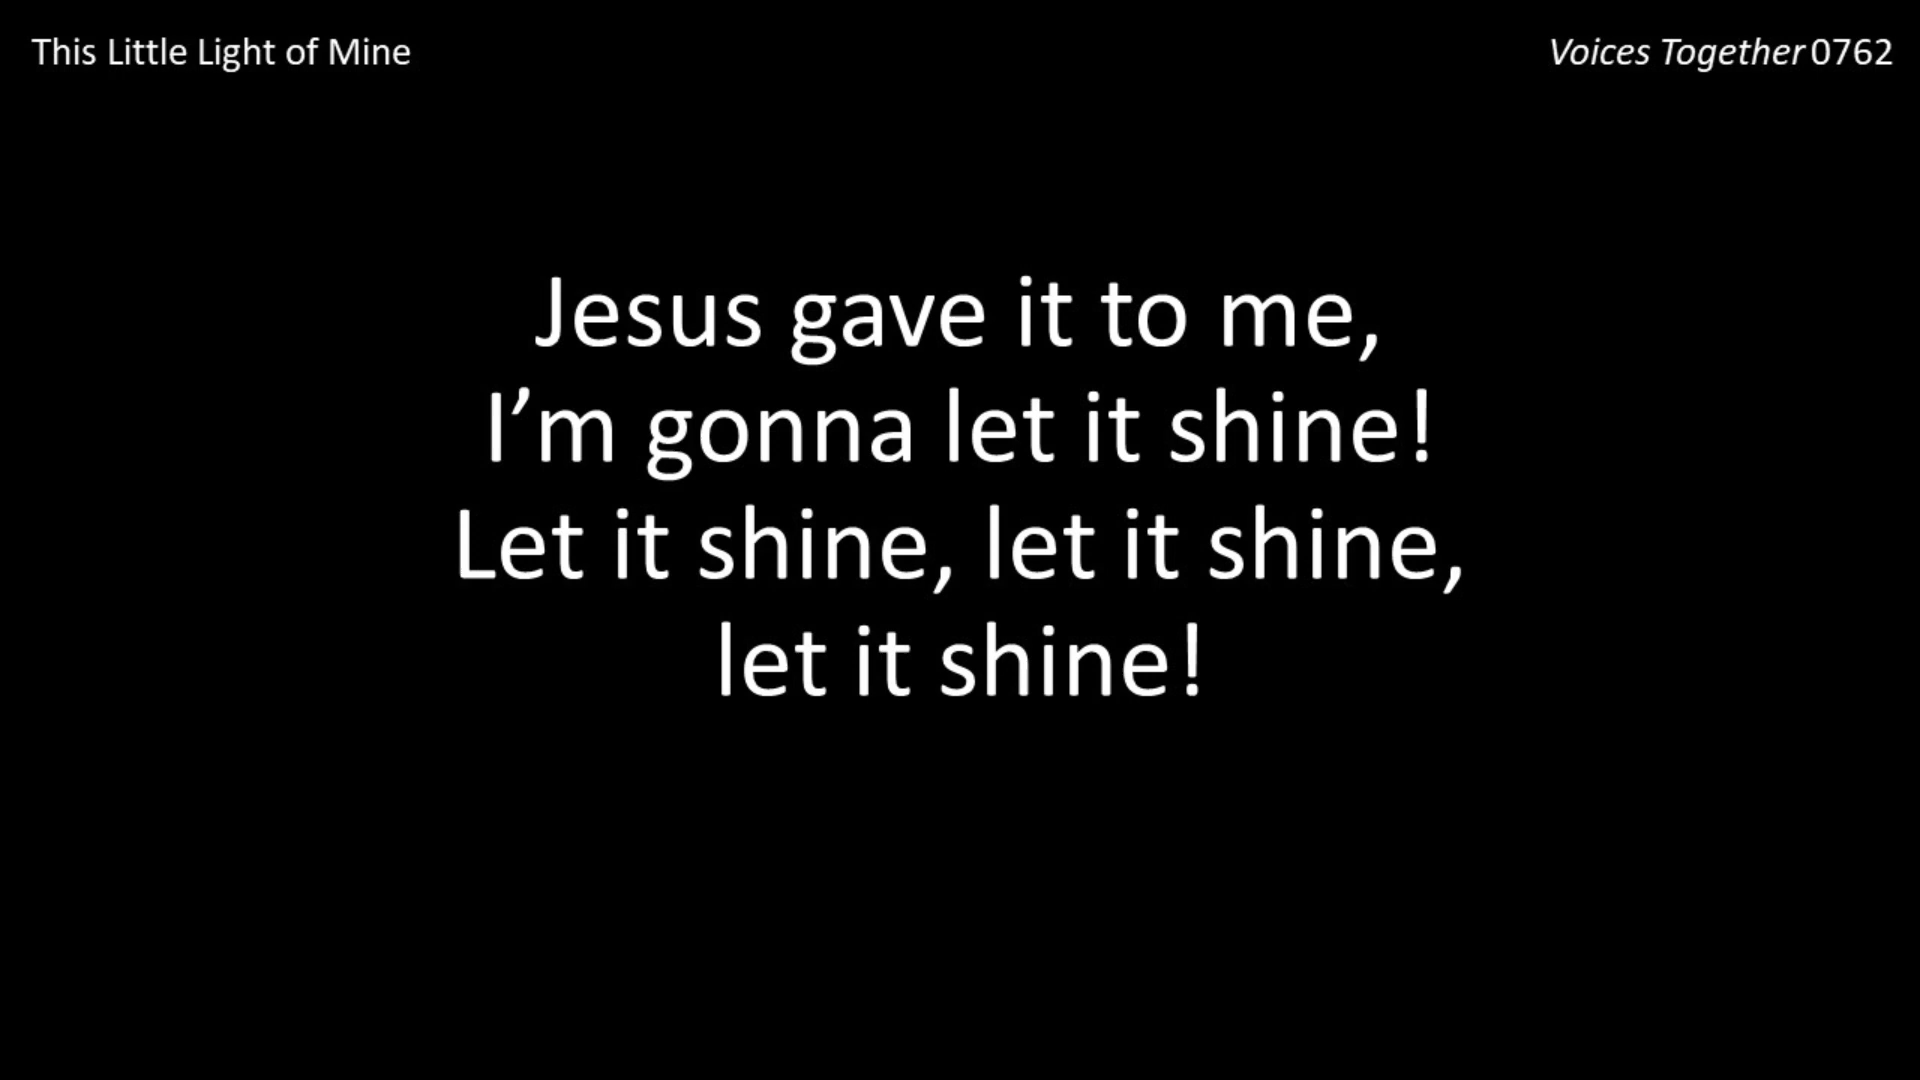 This Little Light of Mine
Voices Together 0762
Jesus gave it to me,
I’m gonna let it shine!
Let it shine, let it shine,
let it shine!